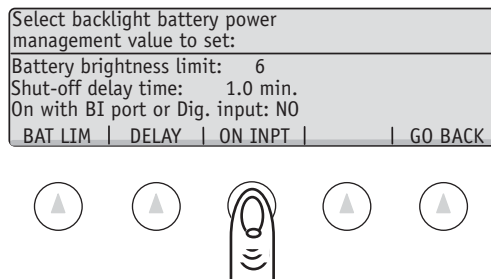 Select backlight battery power
management value to set:
Battery brightness limit: 6
Shut-off delay time: 1.0 min.
On with BI port or Dig. input: NO
BAT LIM | DELAY | ON INPT | | GO BACK